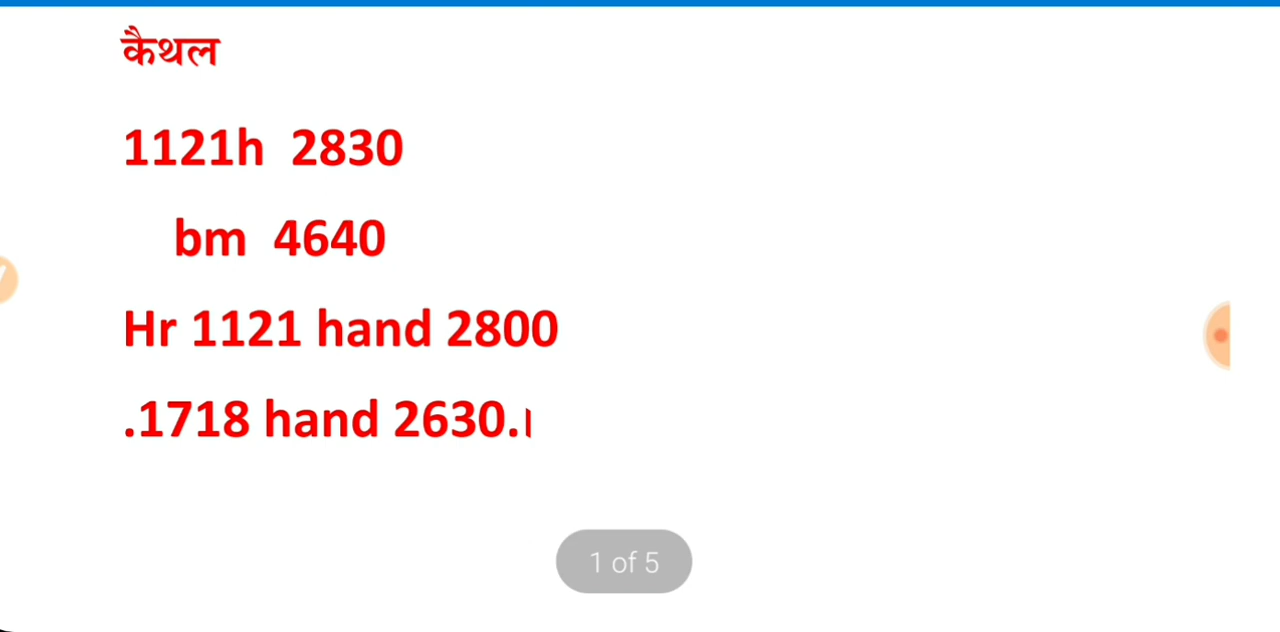 कैथल
1121h 2830
bm 4640
Hr 1121 hand 2800
.1718 hand 2630.।
1 of 5